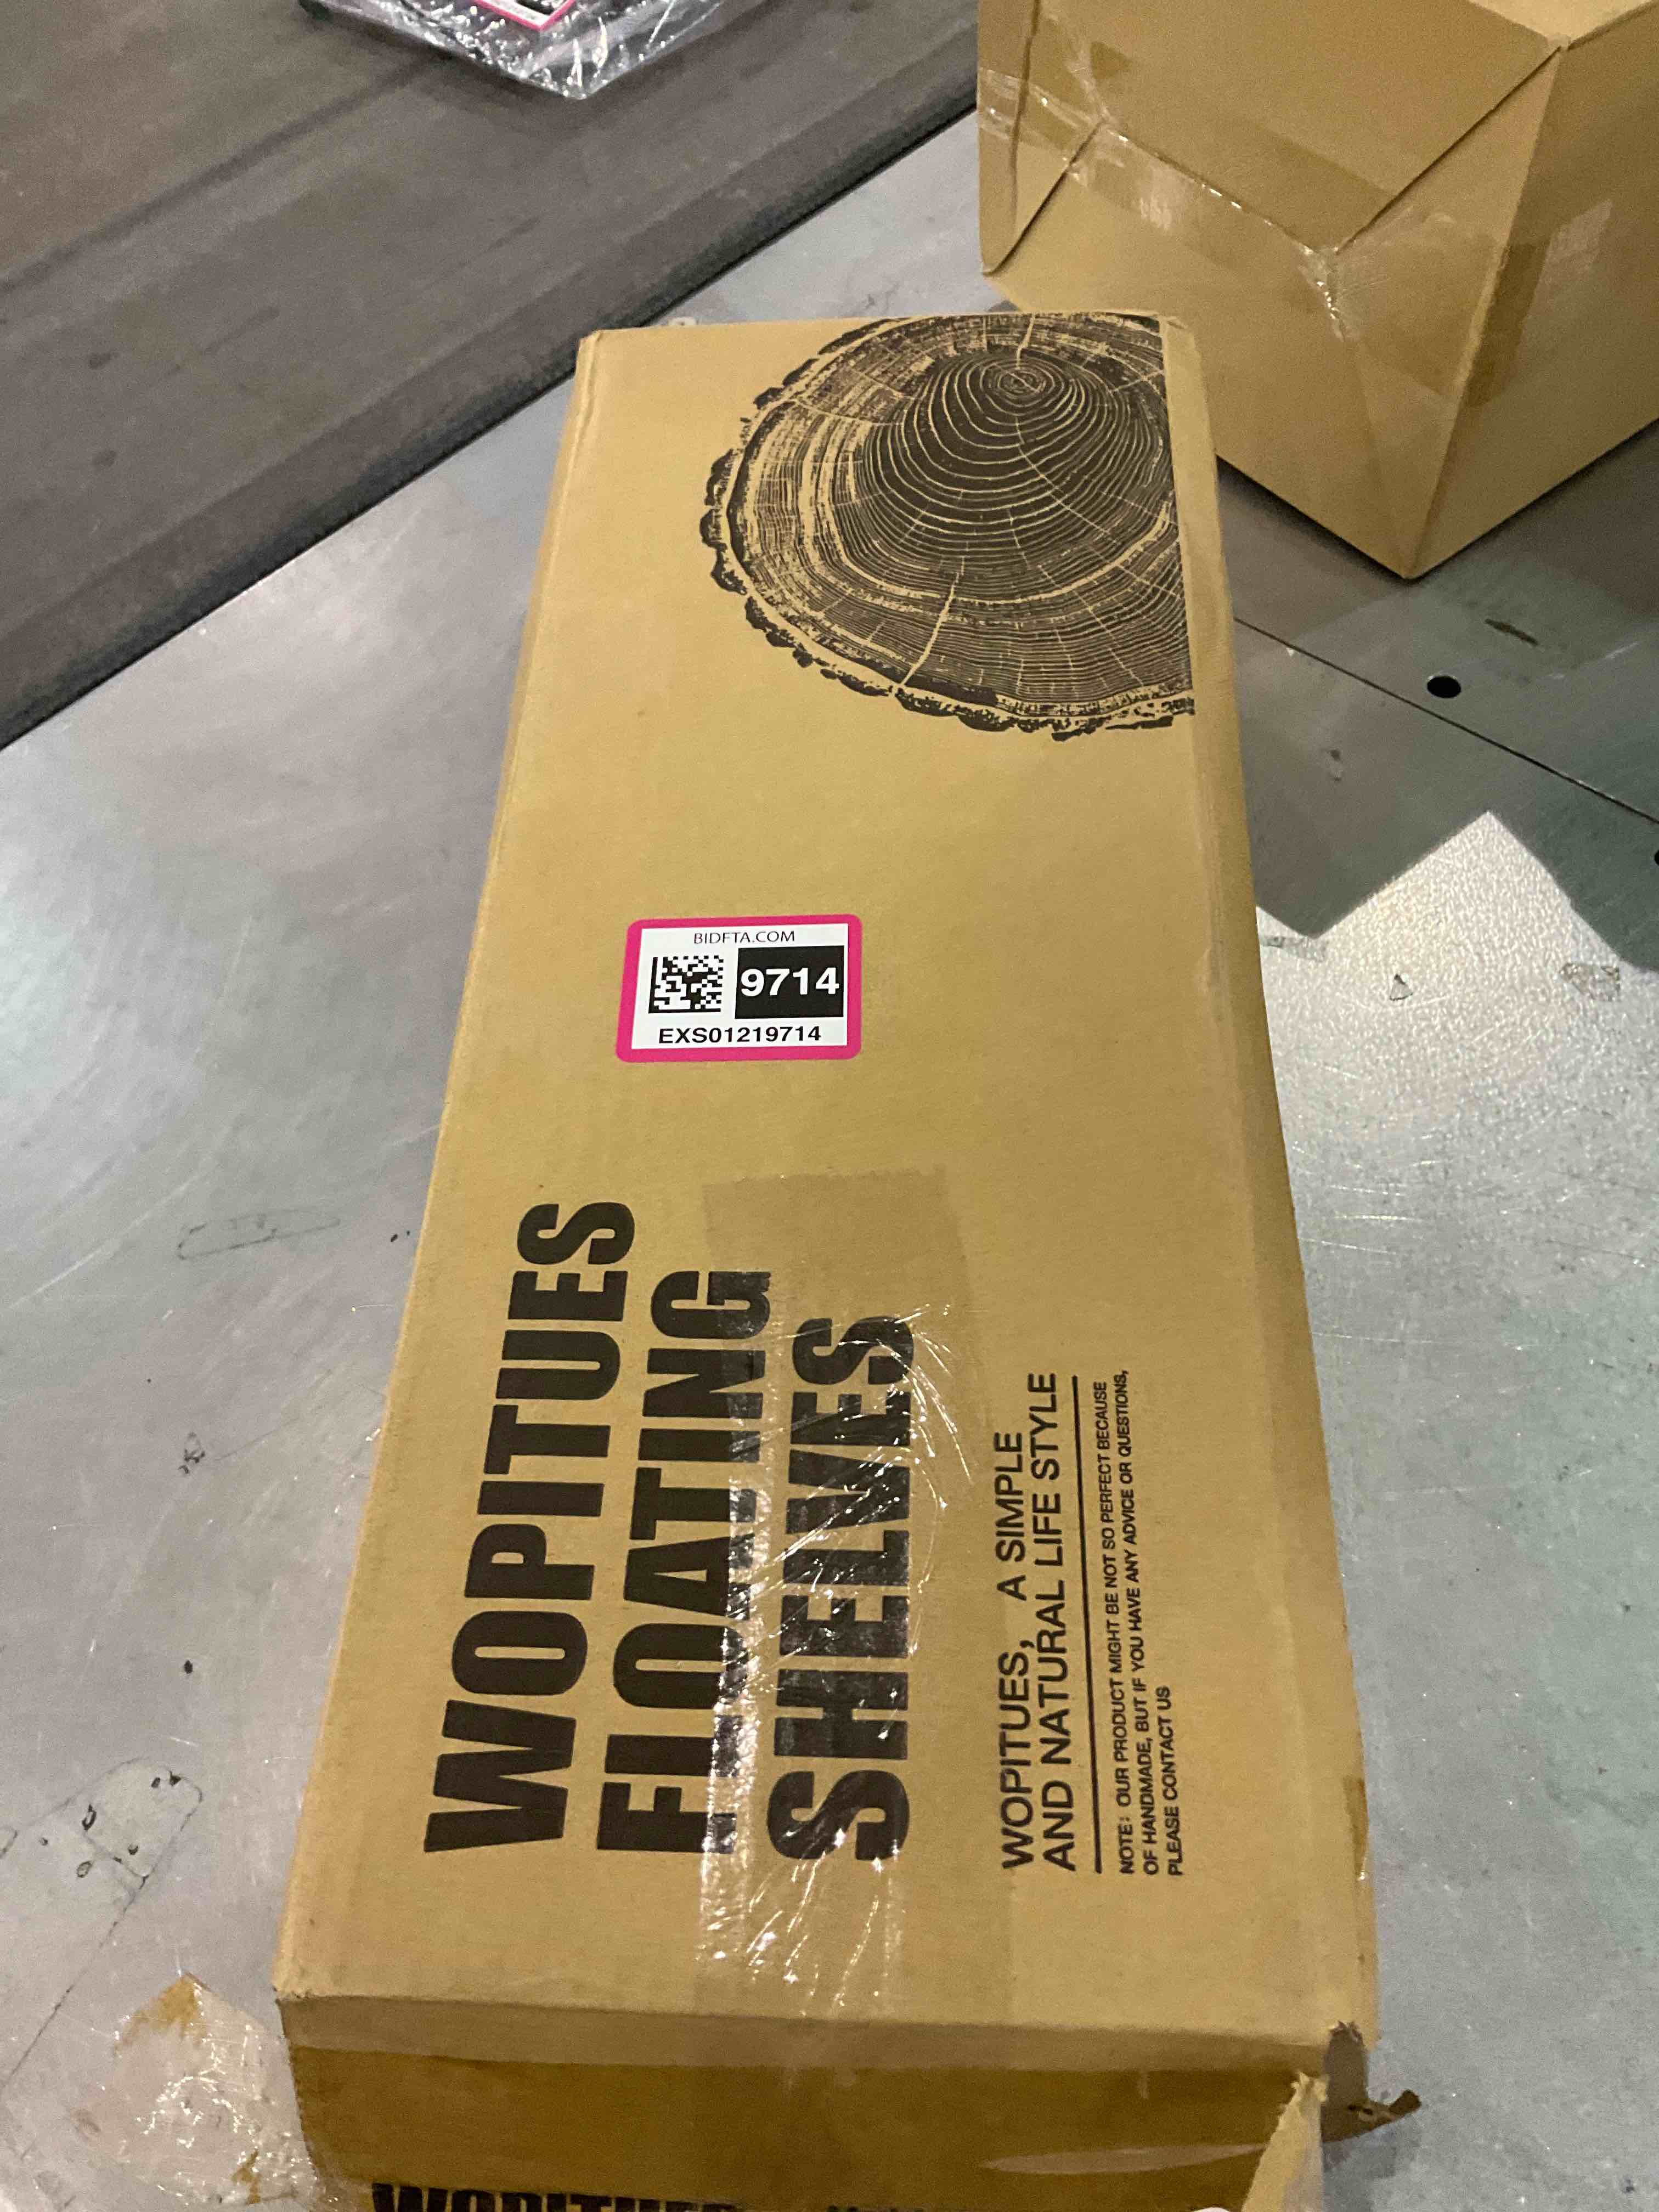 BIDFTA.COM
9714
EXS01219714
WOPITUES
FLOATING
SHELVES
WOPITUES, A SIMPLE
AND NATURAL LIFE STYLE
NOTE: OUR PRODUCT MIGHT BE NOT SO PERFECT BECAUSE
OF HANDMADE, BUT IF YOU HAVE ANY ADVICE OR QUESTIONS,
PLEASE CONTACT US
WOPITUES